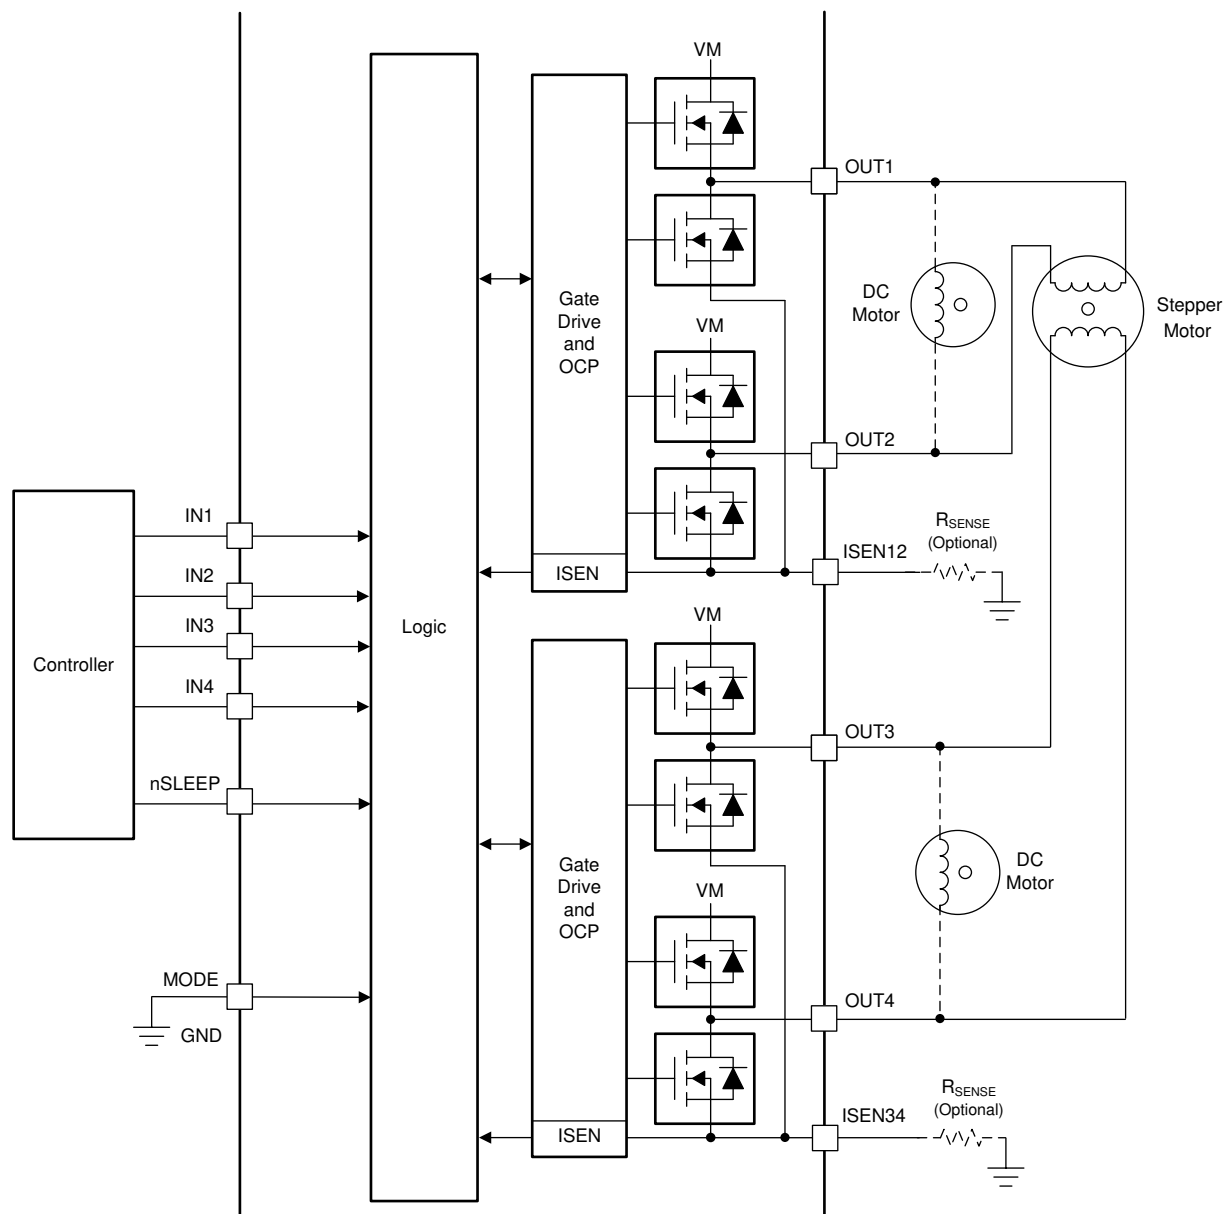 VM
OUT1
Gate
Drive
and
OCP
DC
Motor
Stepper
Motor
VM
OUT2
IN1
RSENSE
(Optional)
ISEN12
ISEN
IN2
VM
IN3
Logic
Controller
IN4
OUT3
nSLEEP
Gate
Drive
and
OCP
DC
Motor
VM
MODE
OUT4
GND
RSENSE
(Optional)
ISEN34
ISEN